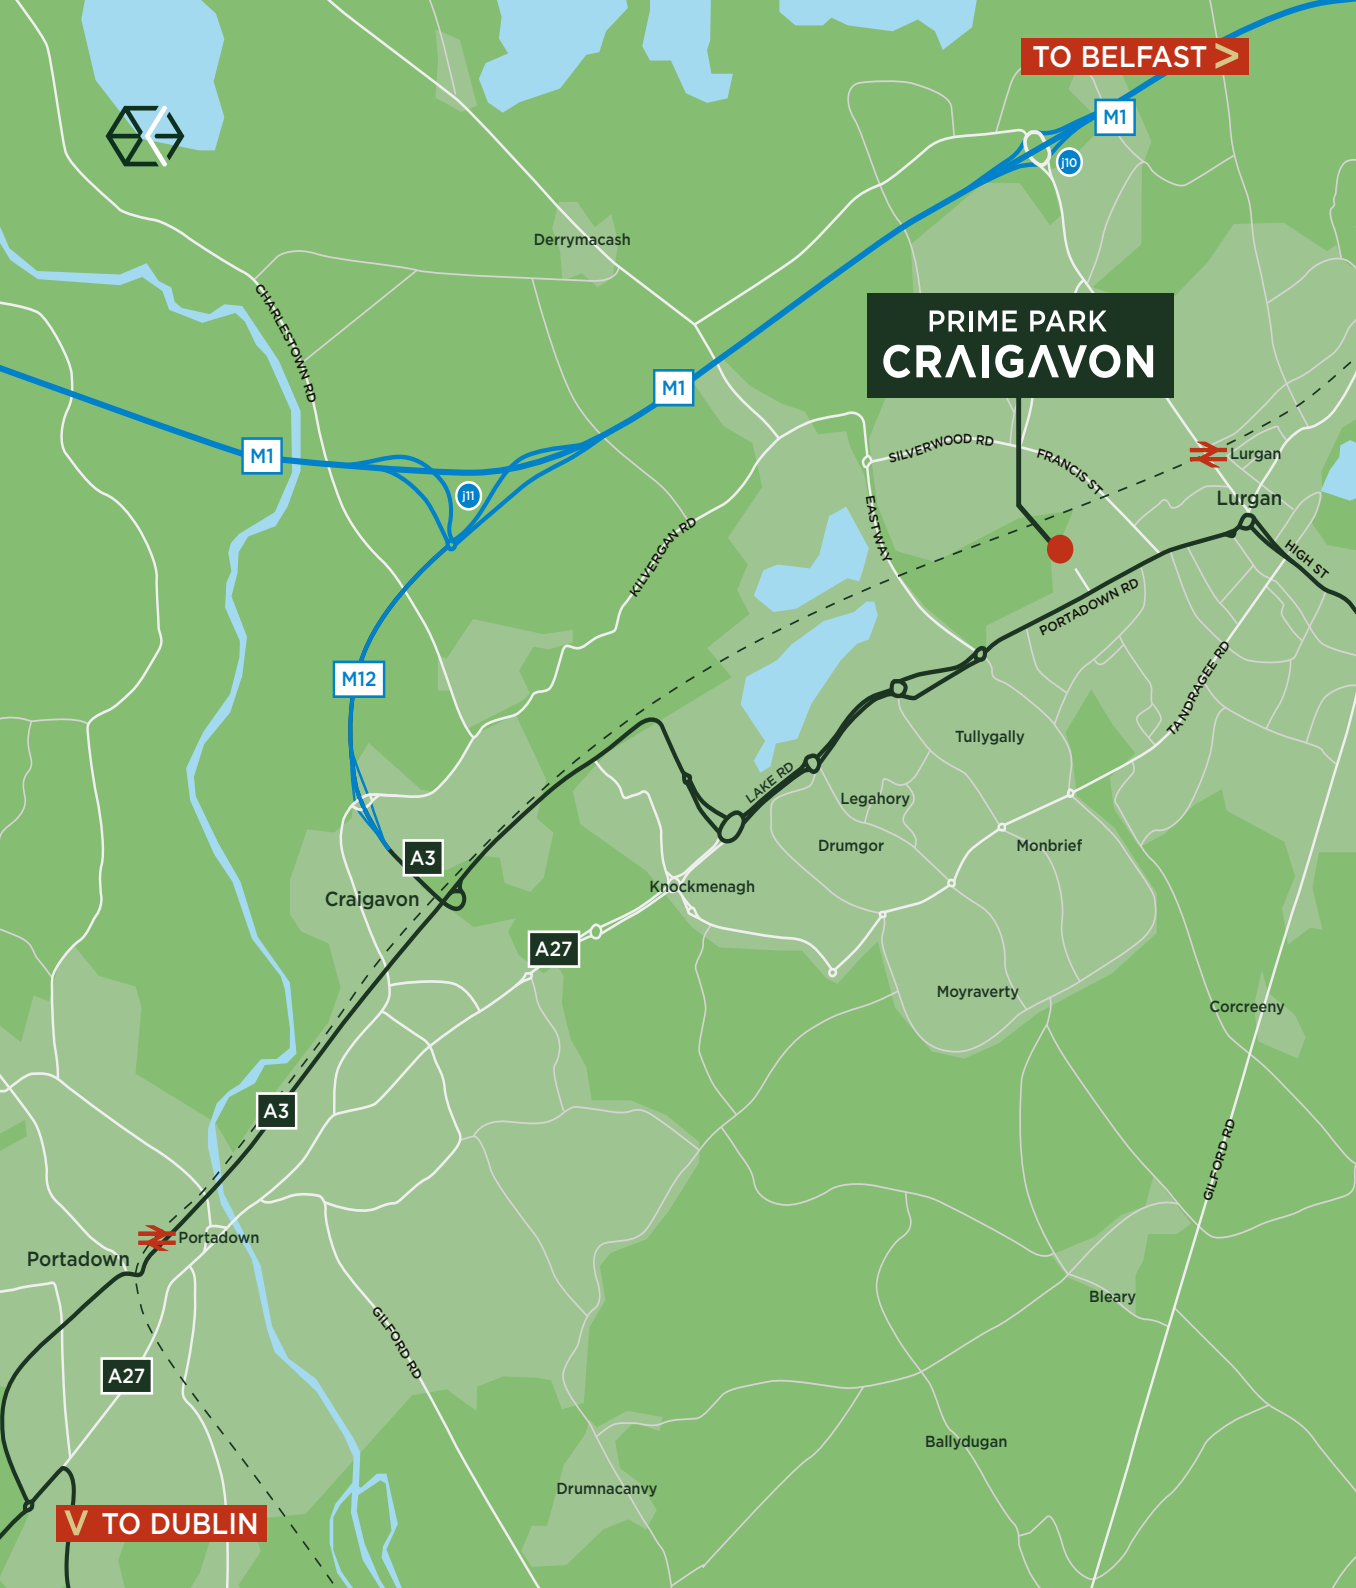 TO BELFAST >
M1
j10
Derrymacash
CHARLESTOWN RD
PRIME PARK
CRAIGAVON
M1
M1
j11
SILVERWOOD RD
FRANCIS ST
Lurgan
Lurgan
EASTWAY
KILVERGAN RD
HIGH ST
PORTADOWN RD
TANDRAGEE RD
M12
Tullygally
LAKE RD
Legahory
Drumgor
Monbrief
A3
Knockmenagh
Craigavon
A27
Moyraverty
Corcreeny
A3
GILFORD RD
Portadown
Portadown
Bleary
GILFORD RD
A27
Ballydugan
Drumnacanvy
V TO DUBLIN